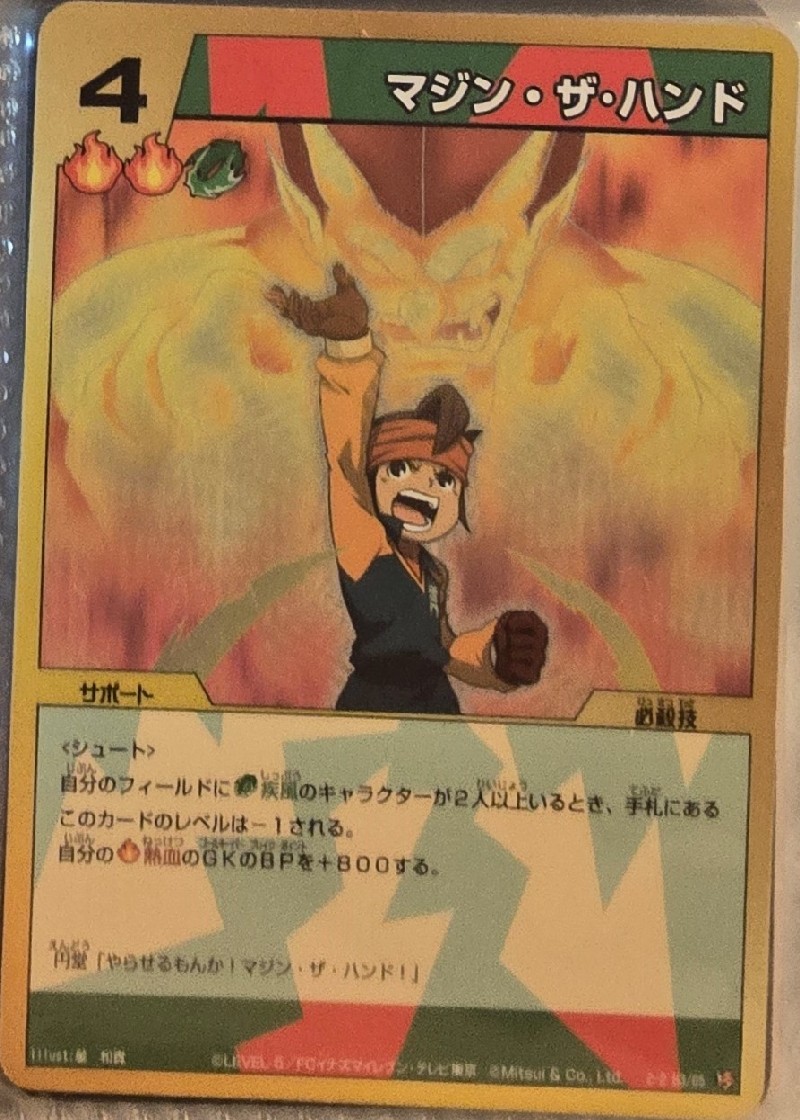 4
マジン・ザ・ハンド
サポート
必殺技
<シュート>
自分のフィールドに疾風のキャラクターが2人以上いるとき、手札にある
このカードのレベルは-1される。
自分の熱血のGKのBPを+800する。
円堂「やらせるもんか!マジン・ザ・ハンド!」
Illust:
©LEVEL-5/FCイナズマイレブン・テレビ東京 ©Mitsui & Co., Ltd.